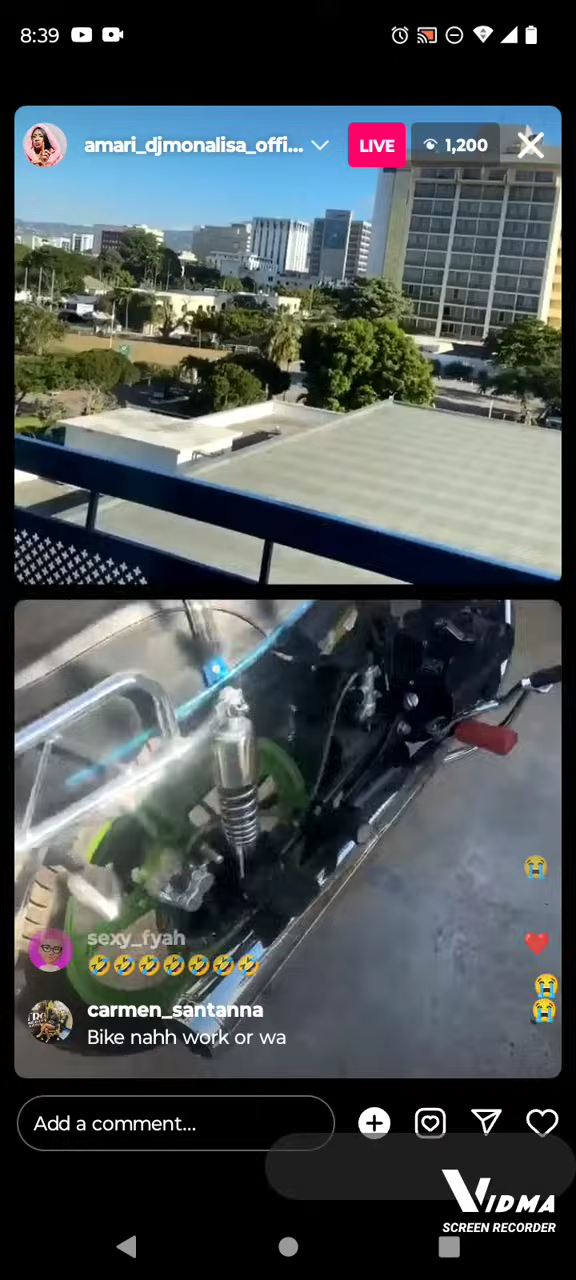 8:39
amari_djmonalisa_offi...
LIVE
1,200
sexy_fyah
🤣🤣🤣🤣🤣🤣🤣
carmen_santanna
Bike nahh work or wa
Add a comment...
VIDMA
SCREEN RECORDER